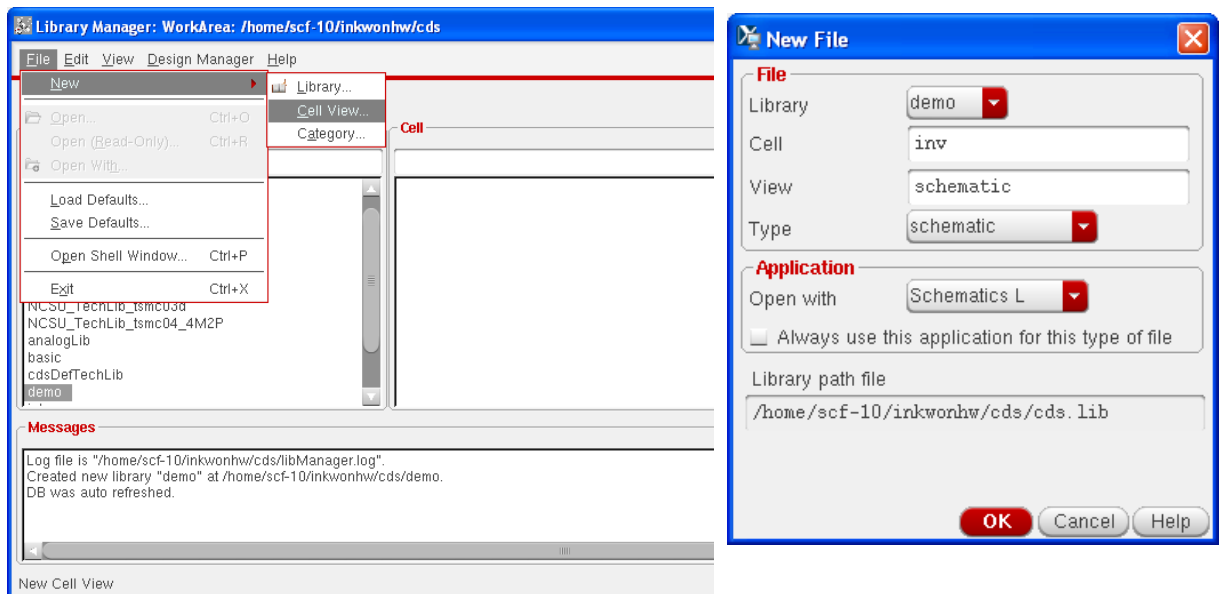 Library Manager: WorkArea: /home/scf-10/inkwonhw/cds
File Edit View Design Manager Help
New
Library...
Cell View...
Category...
Open... Ctrl+O
Open (Read-Only)... Ctrl+R
Open With...
Load Defaults...
Save Defaults...
Open Shell Window... Ctrl+P
Exit Ctrl+X
Cell
NCSU_TechLib_tsmc03d
NCSU_TechLib_tsmc04_4M2P
analogLib
basic
cdsDefTechLib
demo
Messages
Log file is "/home/scf-10/inkwonhw/cds/libManager.log".
Created new library "demo" at /home/scf-10/inkwonhw/cds/demo.
DB was auto refreshed.
New Cell View
New File
File
Library demo
Cell inv
View schematic
Type schematic
Application
Open with Schematics L
Always use this application for this type of file
Library path file
/home/scf-10/inkwonhw/cds/cds.lib
OK Cancel Help